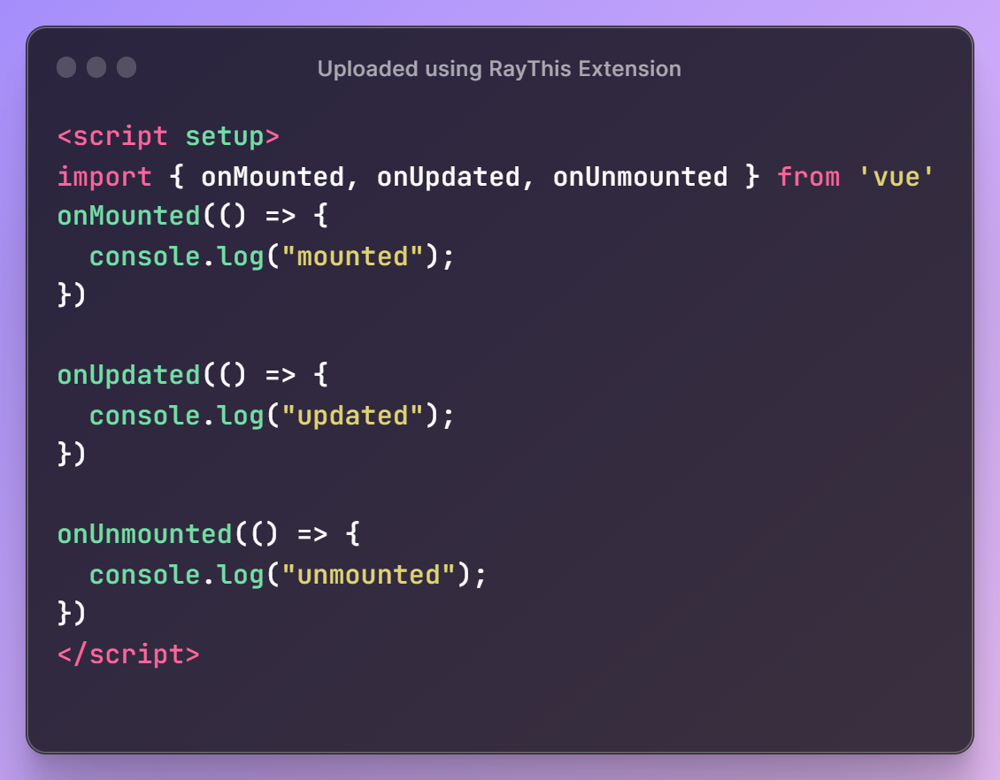 Uploaded using RayThis Extension
<script setup>
import { onMounted, onUpdated, onUnmounted } from 'vue'
onMounted(() => {
  console.log("mounted");
})

onUpdated(() => {
  console.log("updated");
})

onUnmounted(() => {
  console.log("unmounted");
})
</script>